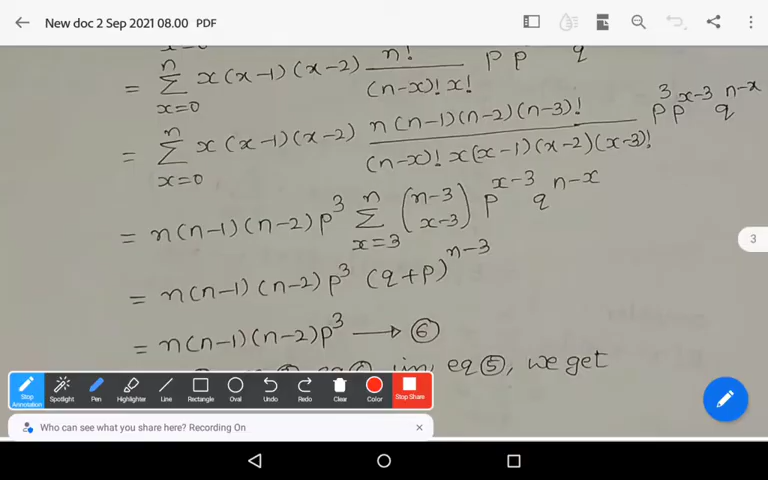 New doc 2 Sep 2021 08.00 PDF
= Σ_{x=0}^{n} x(x-1)(x-2) n! / (n-x)! x! p p q
= Σ_{x=0}^{n} x(x-1)(x-2) n(n-1)(n-2)(n-3)! / (n-x)! x(x-1)(x-2)(x-3)! p^3 p^{x-3} q^{n-x}
= n(n-1)(n-2)p^3 Σ_{x=3}^{n} (n-3 x-3) p^{x-3} q^{n-x}
3
= n(n-1)(n-2)p^3 (q+p)^{n-3}
= n(n-1)(n-2)p^3 → ⑥
in eq ⑤, we get
Stop Annotation Spotlight Pen Highlighter Line Rectangle Oval Undo Redo Clear Color Stop Share
Who can see what you share here? Recording On